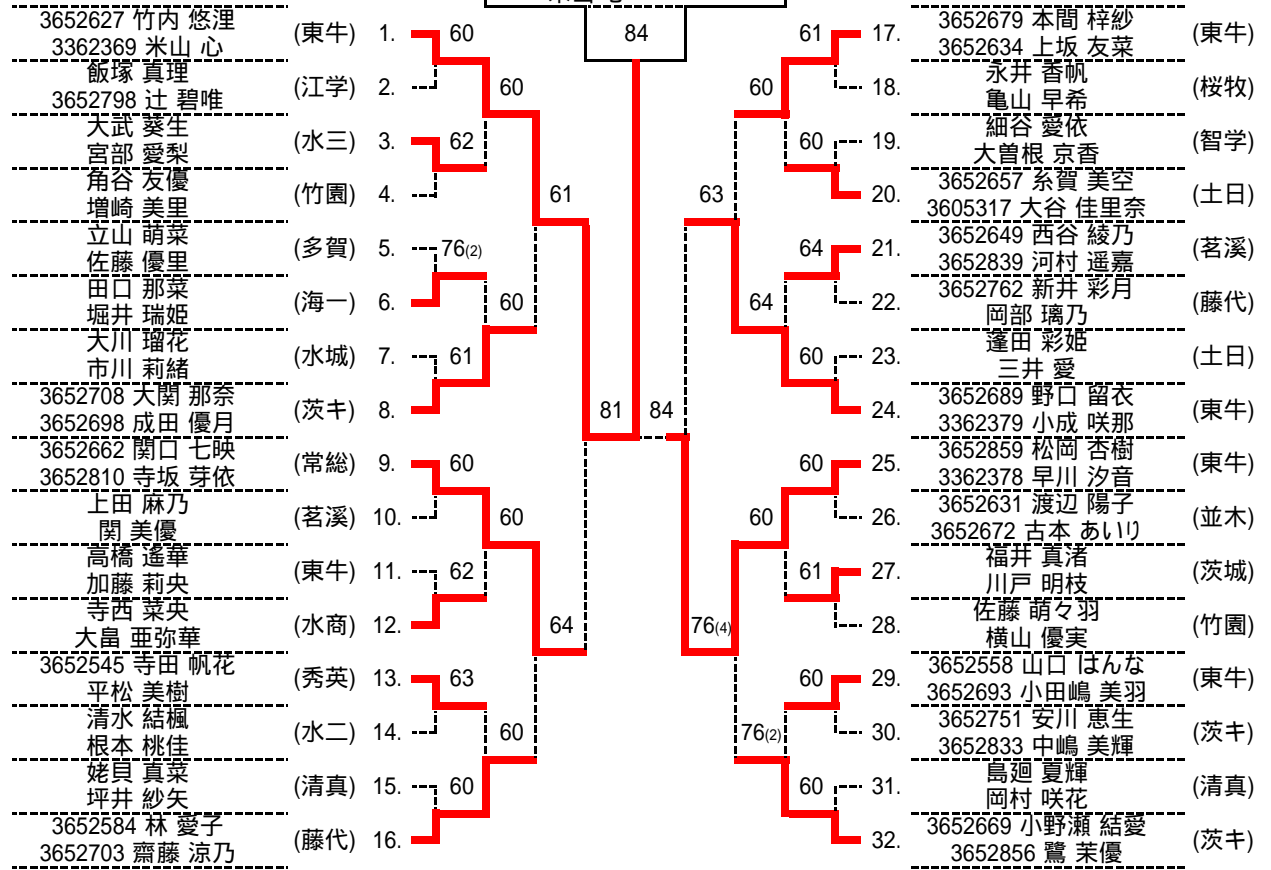 84
3652627 竹内 悠浬
3362369 米山 心
(東牛) 1.
60
飯塚 真理
3652798 辻 碧唯
(江学) 2.
60
大武 葵生
宮部 愛梨
(水三) 3.
62
角谷 友優
増崎 美里
(竹園) 4.
61
立山 萌菜
佐藤 優里
(多賀) 5.
76(2)
田口 那菜
堀井 瑞姫
(海一) 6.
60
大川 瑠花
市川 莉緒
(水城) 7.
61
3652708 大関 那奈
3652698 成田 優月
(茨キ) 8.
81
3652662 関口 七映
3652810 寺坂 芽依
(常総) 9.
60
上田 麻乃
関 美優
(茗溪) 10.
60
高橋 遙華
加藤 莉央
(東牛) 11.
62
寺西 菜央
大畠 亜弥華
(水商) 12.
64
3652545 寺田 帆花
平松 美樹
(秀英) 13.
63
清水 結楓
根本 桃佳
(水二) 14.
60
姥貝 真菜
坪井 紗矢
(清真) 15.
60
3652584 林 愛子
3652703 齋藤 涼乃
(藤代) 16.
61
17.
3652679 本間 梓紗
3652634 上坂 友菜
(東牛)
60
18.
永井 香帆
亀山 早希
(桜牧)
60
19.
細谷 愛依
大曽根 京香
(智学)
63
20.
3652657 糸賀 美空
3605317 大谷 佳里奈
(土日)
64
21.
3652649 西谷 綾乃
3652839 河村 遥嘉
(茗溪)
64
22.
3652762 新井 彩月
岡部 璃乃
(藤代)
60
23.
蓬田 彩姫
三井 愛
(土日)
84
24.
3652689 野口 留衣
3362379 小成 咲那
(東牛)
60
25.
3652859 松岡 杏樹
3362378 早川 汐音
(東牛)
60
26.
3652631 渡辺 陽子
3652672 古本 あいり
(並木)
61
27.
福井 真渚
川戸 明枝
(茨城)
76(4)
28.
佐藤 萌々羽
横山 優実
(竹園)
60
29.
3652558 山口 はんな
3652693 小田嶋 美羽
(東牛)
76(2)
30.
3652751 安川 恵生
3652833 中嶋 美輝
(茨キ)
60
31.
島廻 夏輝
岡村 咲花
(清真)
32.
3652669 小野瀬 結愛
3652856 鷺 茉優
(茨キ)